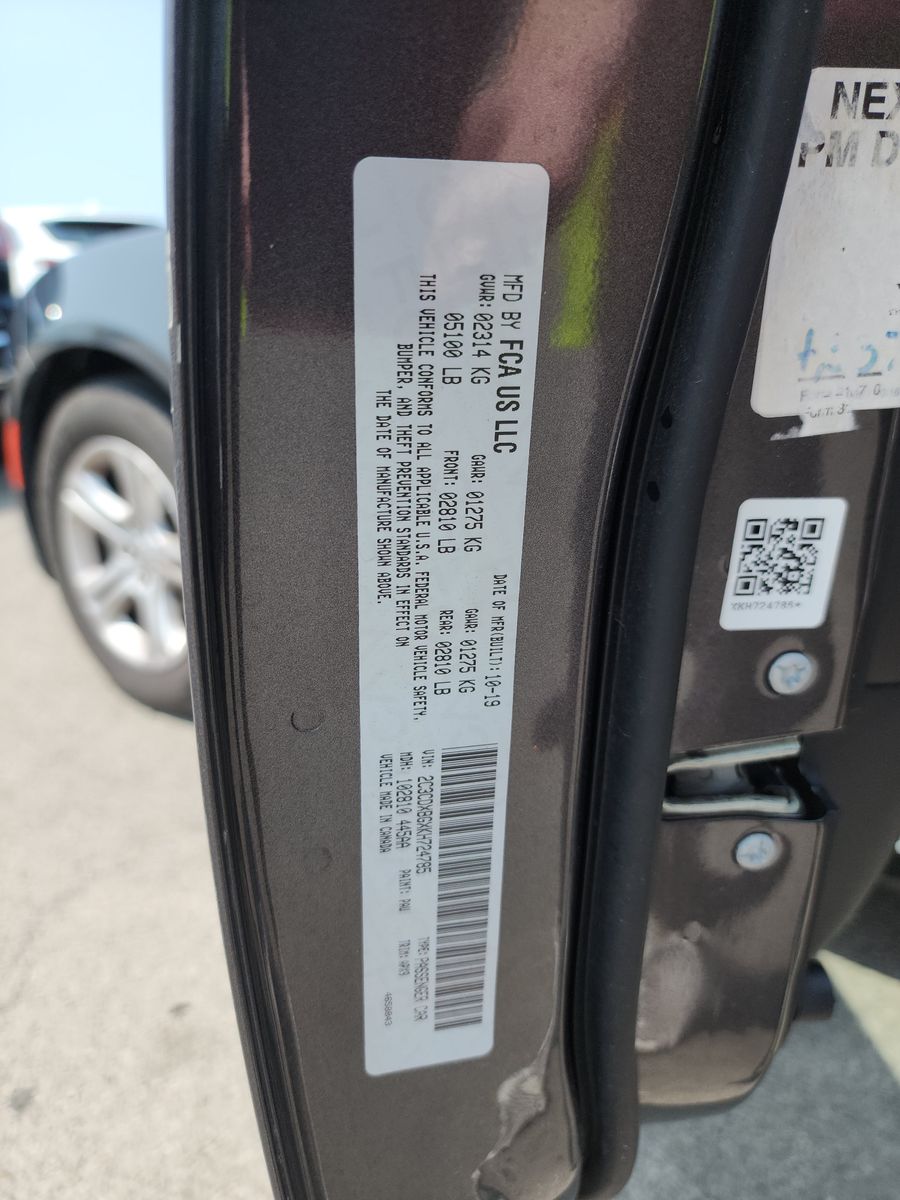 MFD BY FCA US LLC
DATE OF MFR(BUILT):10-19
GVWR: 02314 KG
GAWR: 01275 KG
GAWR: 01275 KG
05100 LB
FRONT: 02810 LB
REAR: 02810 LB
THIS VEHICLE CONFORMS TO ALL APPLICABLE U.S.A. FEDERAL MOTOR VEHICLE SAFETY,
BUMPER, AND THEFT PREVENTION STANDARDS IN EFFECT ON
THE DATE OF MANUFACTURE SHOWN ABOVE.
VIN: 2C3CDXBGXKH724785
TYPE: PASSENGER CAR
MDH: 102810 445AA
PAINT: PAU
TRIM: HPX9
VEHICLE MADE IN CANADA
XKH724785*
PM D